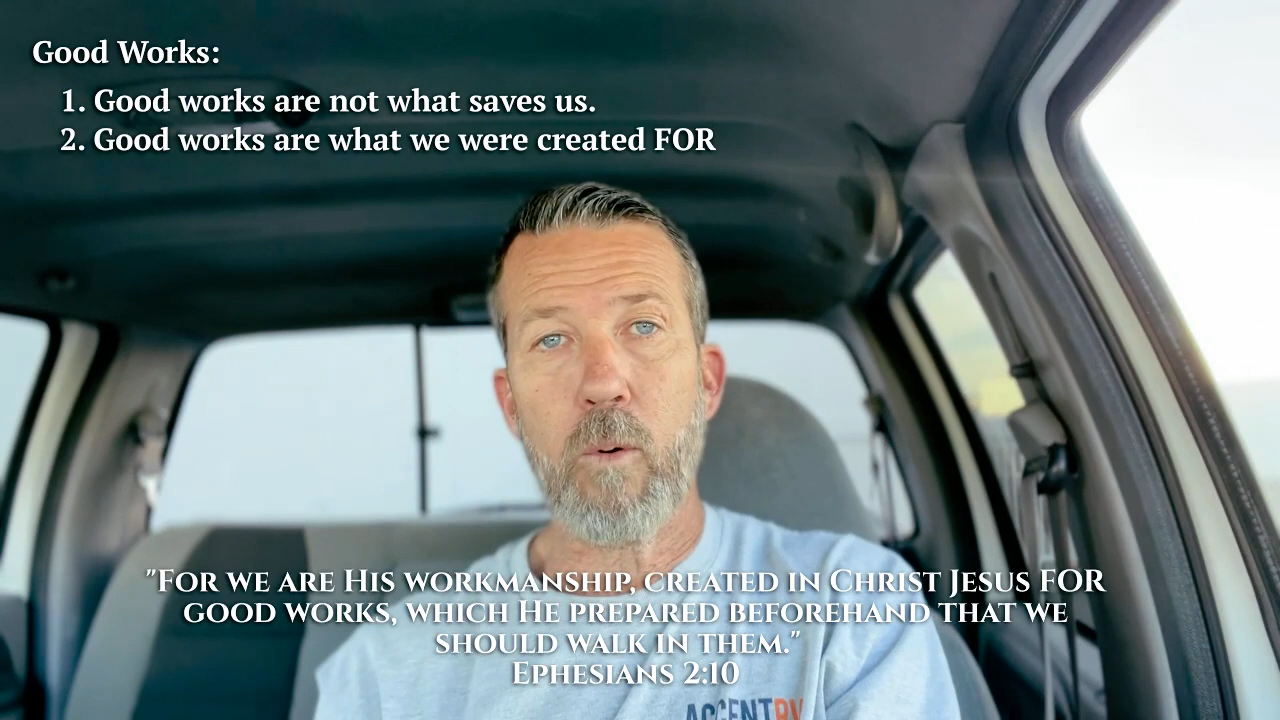 Good Works:
1. Good works are not what saves us.
2. Good works are what we were created FOR
"For we are His workmanship, created in Christ Jesus FOR
good works, which He prepared beforehand that we
should walk in them."
Ephesians 2:10
ACCENTRV